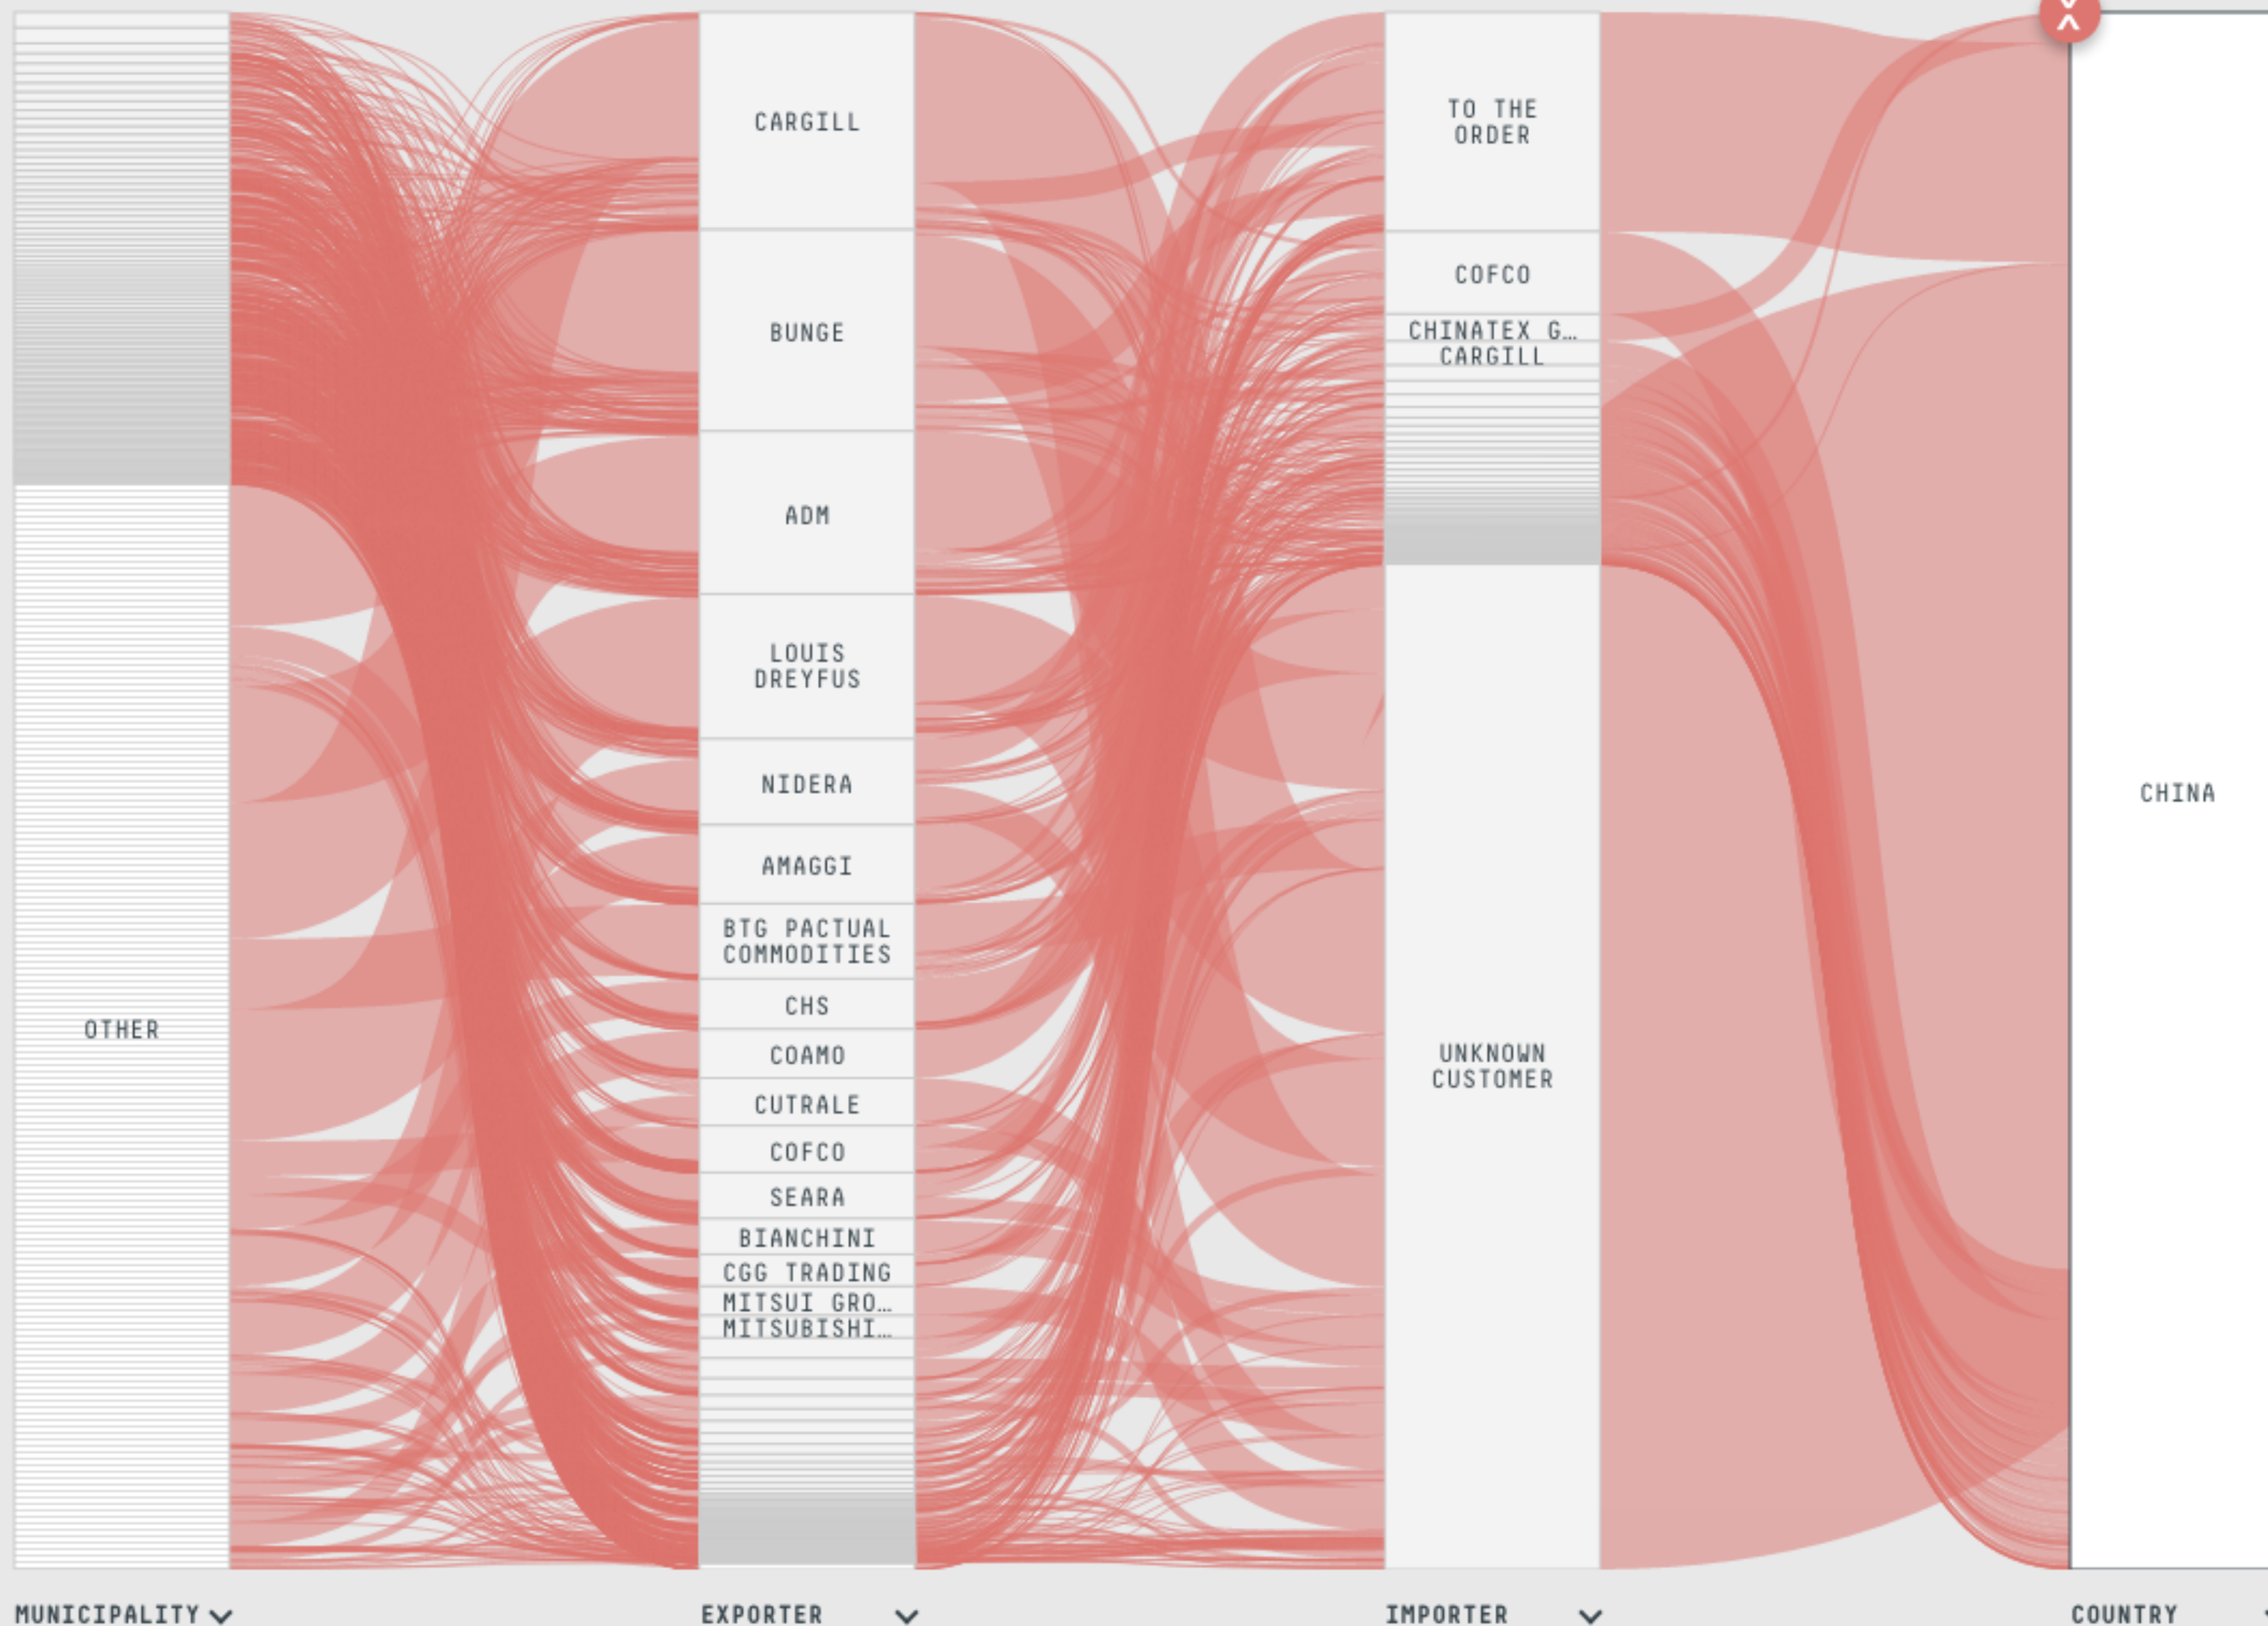 CARGILL
BUNGE
ADM
LOUIS
DREYFUS
NIDERA
AMAGGI
BTG PACTUAL
COMMODITIES
CHS
COAMO
CUTRALE
COFCO
SEARA
BIANCHINI
CGG TRADING
MITSUI GRO…
MITSUBISHI…
TO THE
ORDER
COFCO
CHINATEX G…
CARGILL
UNKNOWN
CUSTOMER
OTHER
CHINA
MUNICIPALITY
EXPORTER
IMPORTER
COUNTRY